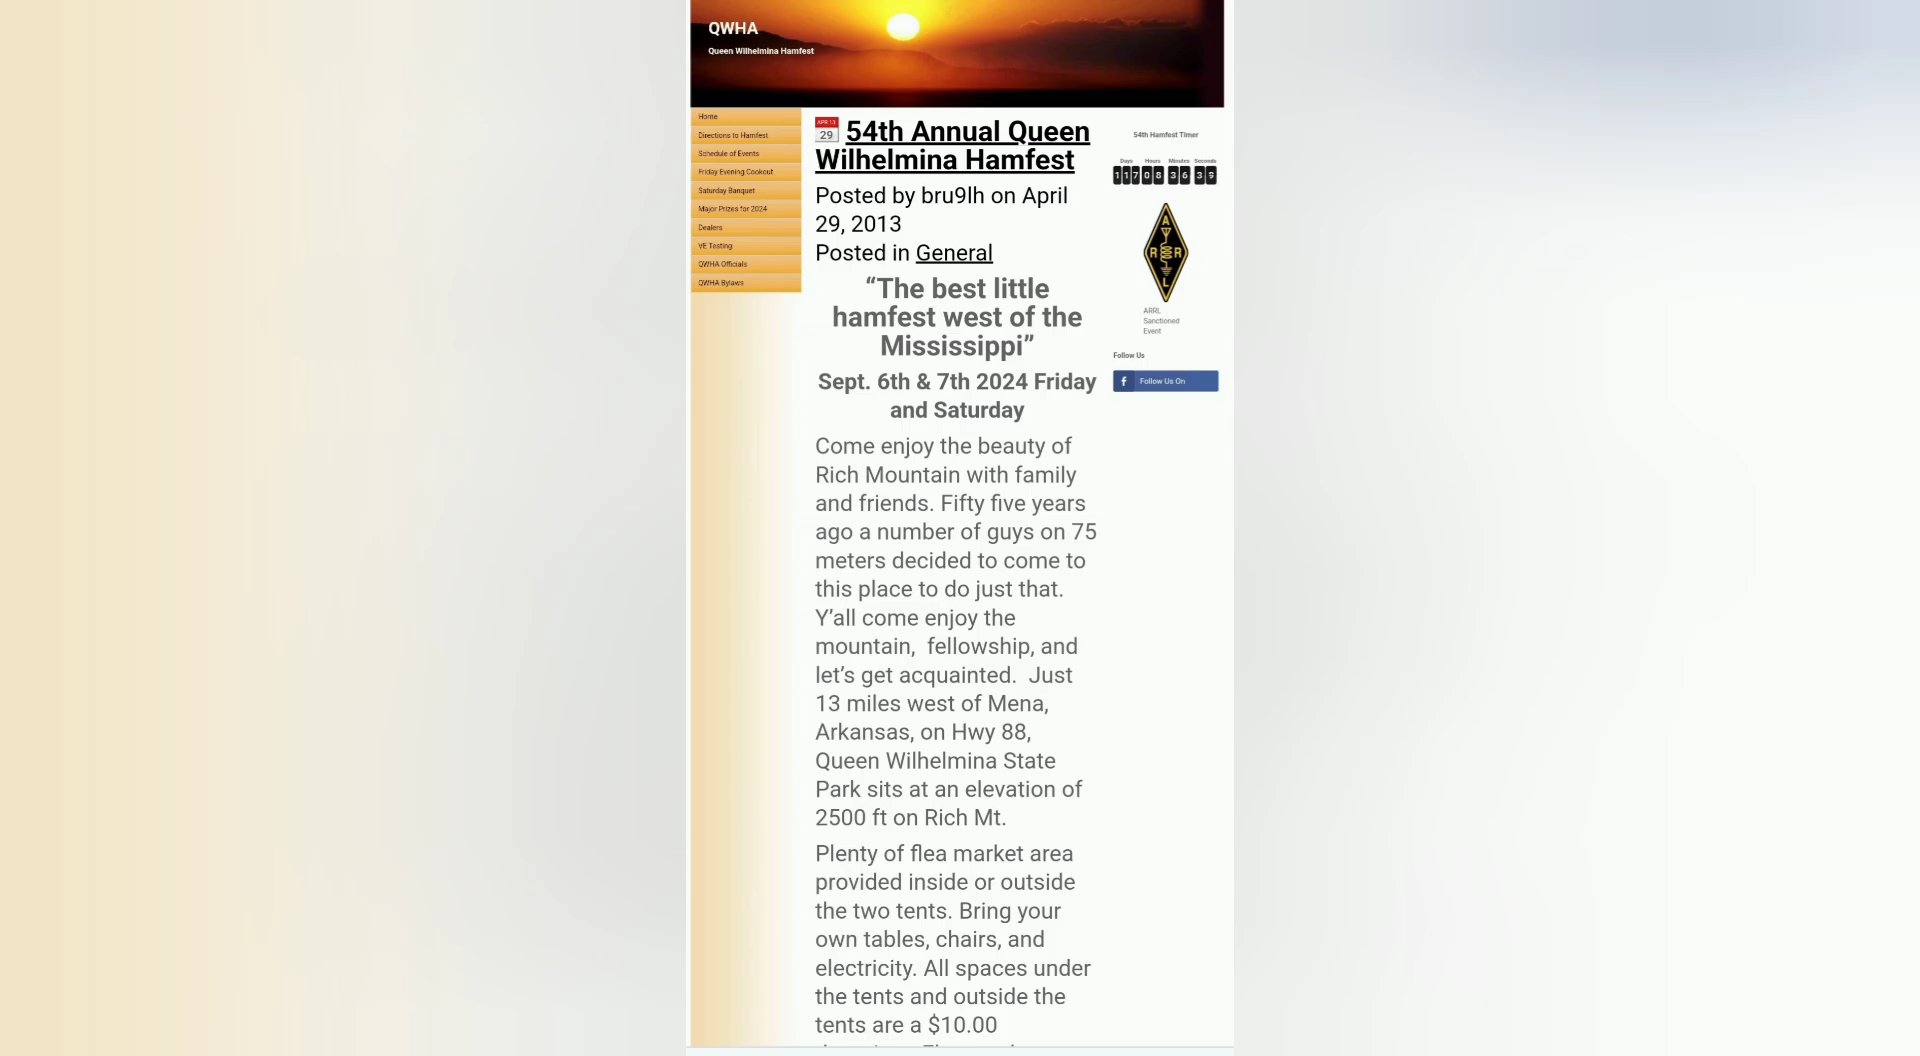 QWHA
Queen Wilhelmina Hamfest
Home
Directions to Hamfest
Schedule of Events
Friday Evening Cookout
Saturday Banquet
Major Prizes for 2024
Dealers
VE Testing
QWHA Officials
QWHA Bylaws
APR 13
29
54th Annual Queen
Wilhelmina Hamfest
Posted by bru9lh on April
29, 2013
Posted in General
“The best little
hamfest west of the
Mississippi”
Sept. 6th & 7th 2024 Friday
and Saturday
Come enjoy the beauty of
Rich Mountain with family
and friends. Fifty five years
ago a number of guys on 75
meters decided to come to
this place to do just that.
Y’all come enjoy the
mountain,  fellowship, and
let’s get acquainted.  Just
13 miles west of Mena,
Arkansas, on Hwy 88,
Queen Wilhelmina State
Park sits at an elevation of
2500 ft on Rich Mt.
Plenty of flea market area
provided inside or outside
the two tents. Bring your
own tables, chairs, and
electricity. All spaces under
the tents and outside the
tents are a $10.00
54th Hamfest Timer
Days Hours Minutes Seconds
117 08 36 39
A
R R
L
ARRL
Sanctioned
Event
Follow Us
f Follow Us On